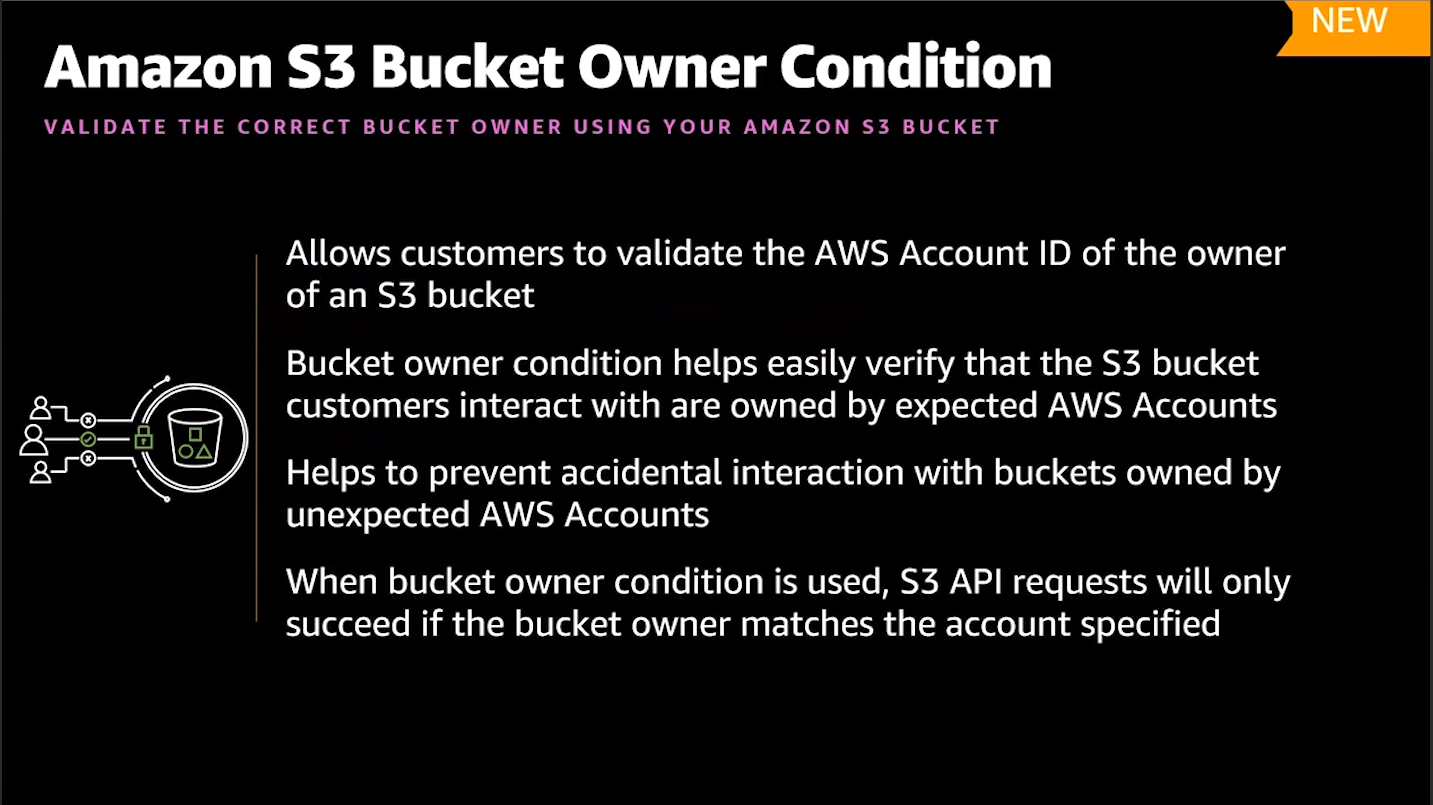 NEW
Amazon S3 Bucket Owner Condition
VALIDATE THE CORRECT BUCKET OWNER USING YOUR AMAZON S3 BUCKET
Allows customers to validate the AWS Account ID of the owner
of an S3 bucket
Bucket owner condition helps easily verify that the S3 bucket
customers interact with are owned by expected AWS Accounts
Helps to prevent accidental interaction with buckets owned by
unexpected AWS Accounts
When bucket owner condition is used, S3 API requests will only
succeed if the bucket owner matches the account specified